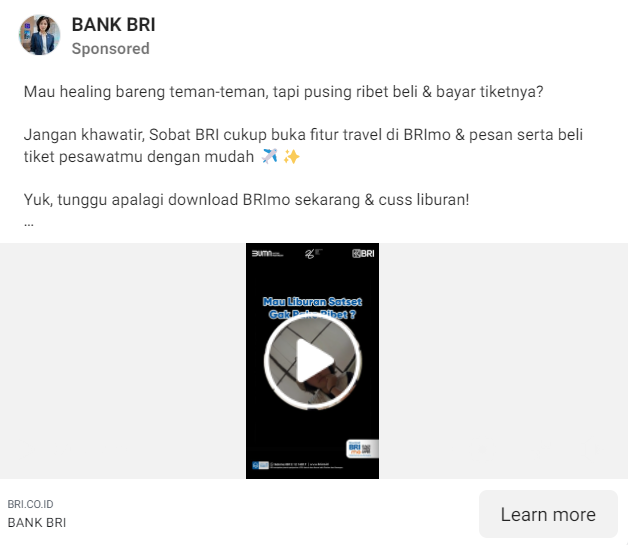 BANK BRI
Sponsored
Mau healing bareng teman-teman, tapi pusing ribet beli & bayar tiketnya?
Jangan khawatir, Sobat BRI cukup buka fitur travel di BRImo & pesan serta beli
tiket pesawatmu dengan mudah ✈️ ✨
Yuk, tunggu apalagi download BRImo sekarang & cuss liburan!
...
BUMN
BRI
Mau Liburan Satset
Gak Ribet ?
BRI
BRI.CO.ID
BANK BRI
Learn more